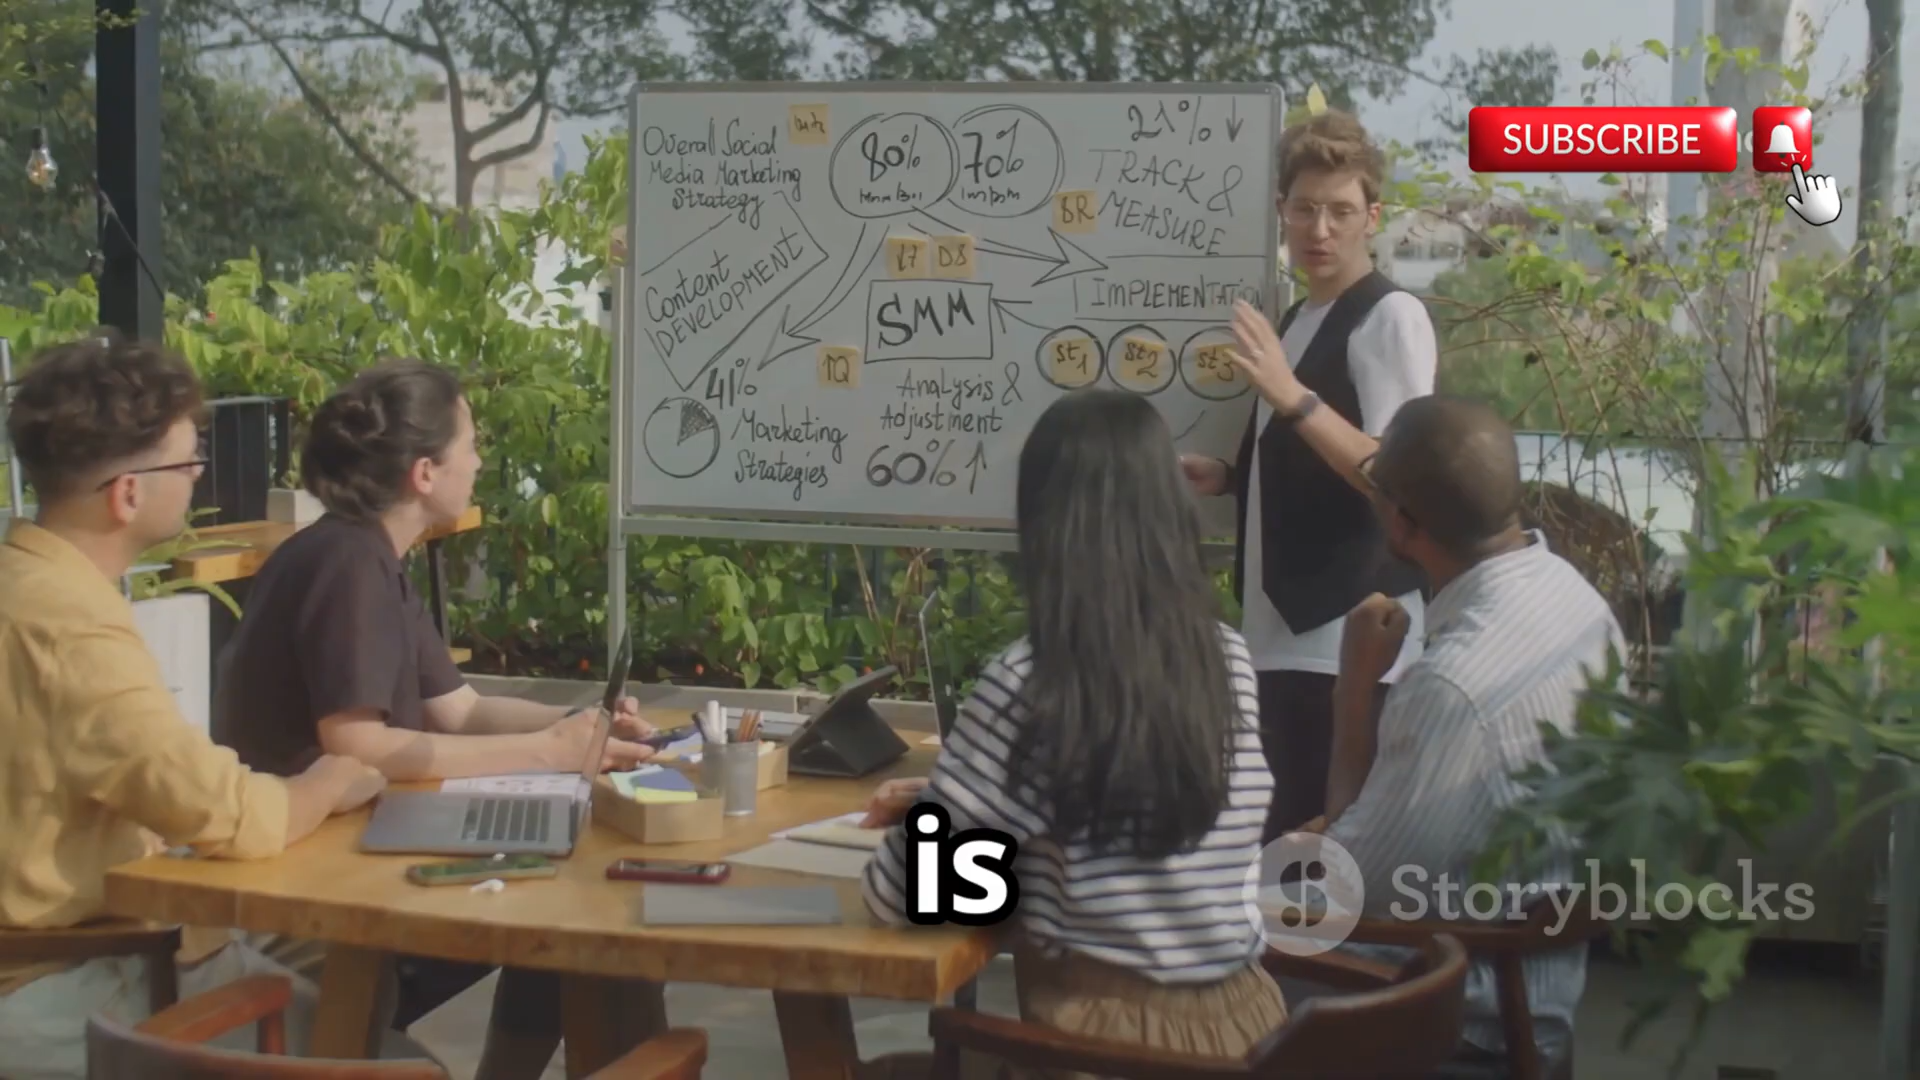 SUBSCRIBE
Overall Social
Media Marketing
Strategy
80%
70%
21% ↓
TRACK &
MEASURE
BR
Content
DEVELOPMENT
D8
SMM
IMPLEMENTATION
st1
st2
st3
41%
Marketing
Strategies
Analysis &
Adjustment
60% ↑
is
Storyblocks